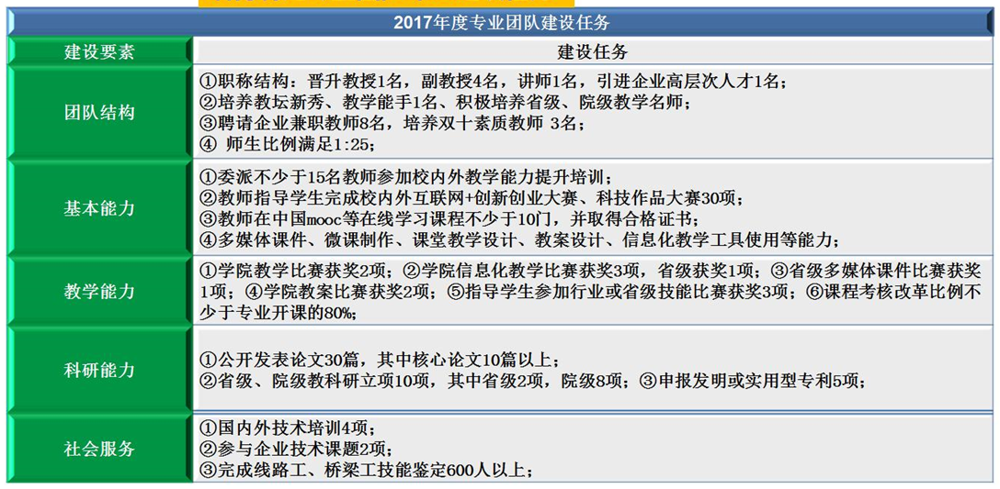 2017年度专业团队建设任务
建设要素
建设任务
团队结构
①职称结构：晋升教授1名，副教授4名，讲师1名，引进企业高层次人才1名；
②培养教坛新秀、教学能手1名、积极培养省级、院级教学名师；
③聘请企业兼职教师8名，培养双十素质教师 3名；
④ 师生比例满足1:25；
基本能力
①委派不少于15名教师参加校内外教学能力提升培训；
②教师指导学生完成校内外互联网+创新创业大赛、科技作品大赛30项；
③教师在中国mooc等在线学习课程不少于10门，并取得合格证书；
④多媒体课件、微课制作、课堂教学设计、教案设计、信息化教学工具使用等能力；
教学能力
①学院教学比赛获奖2项；②学院信息化教学比赛获奖3项，省级获奖1项；③省级多媒体课件比赛获奖
1项；④学院教案比赛获奖2项；⑤指导学生参加行业或省级技能比赛获奖3项；⑥课程考核改革比例不
少于专业开课的80%；
科研能力
①公开发表论文30篇，其中核心论文10篇以上；
②省级、院级教科研立项10项，其中省级2项，院级8项；③申报发明或实用型专利5项；
社会服务
①国内外技术培训4项；
②参与企业技术课题2项；
③完成线路工、桥梁工技能鉴定600人以上；